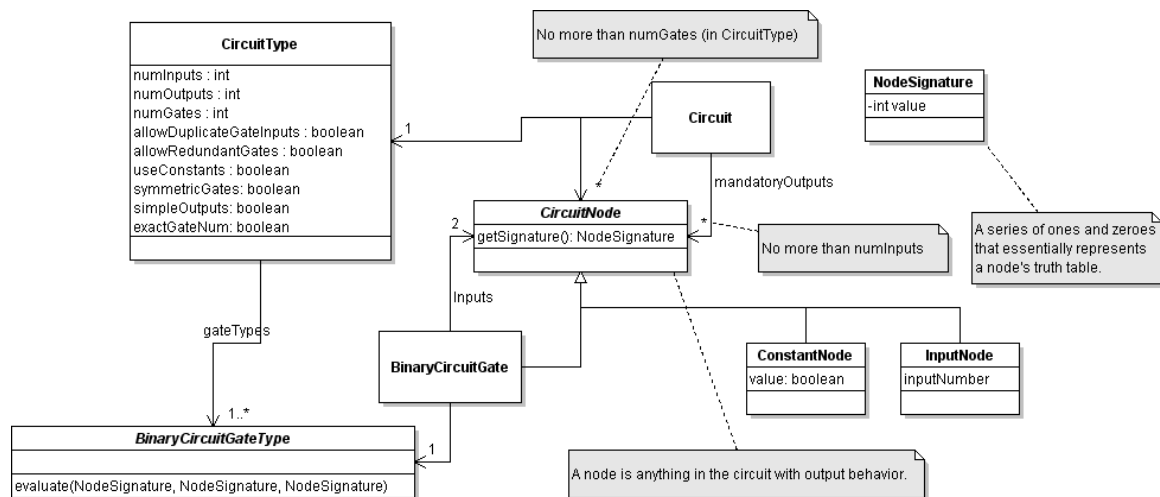 No more than numGates (in CircuitType)
CircuitType
numInputs : int
numOutputs : int
numGates : int
allowDuplicateGateInputs : boolean
allowRedundantGates : boolean
useConstants : boolean
symmetricGates: boolean
simpleOutputs: boolean
exactGateNum: boolean
1
Circuit
NodeSignature
-int value
mandatoryOutputs
*
*
2
CircuitNode
getSignature(): NodeSignature
No more than numInputs
A series of ones and zeroes
that essentially represents
a node's truth table.
Inputs
gateTypes
BinaryCircuitGate
ConstantNode
value: boolean
InputNode
inputNumber
1..*
1
BinaryCircuitGateType
evaluate(NodeSignature, NodeSignature, NodeSignature)
A node is anything in the circuit with output behavior.